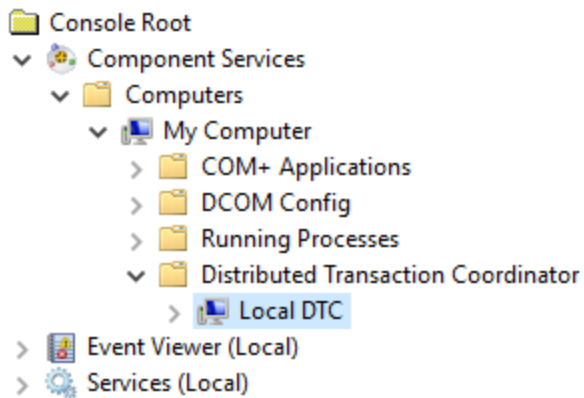 Console Root
Component Services
Computers
My Computer
COM+ Applications
DCOM Config
Running Processes
Distributed Transaction Coordinator
Local DTC
Event Viewer (Local)
Services (Local)